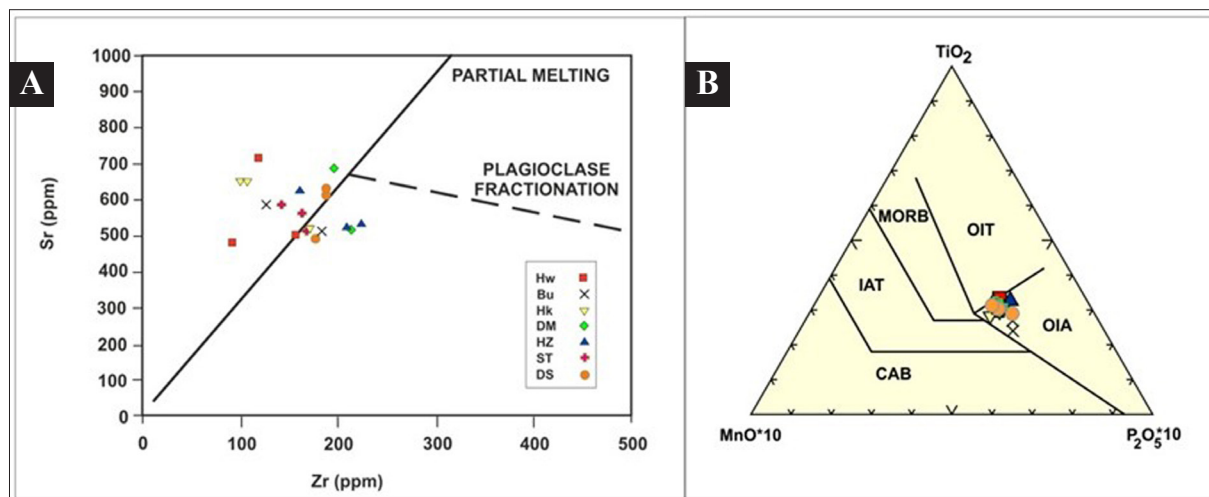 A
1000
900
800
700
600
500
400
300
200
100
0
Sr (ppm)
PARTIAL MELTING
PLAGIOCLASE
FRACTIONATION
Hw
Bu
Hk
DM
HZ
ST
DS
0 100 200 300 400 500
Zr (ppm)
B
TiO2
MORB
OIT
IAT
OIA
CAB
MnO*10 P2O5*10